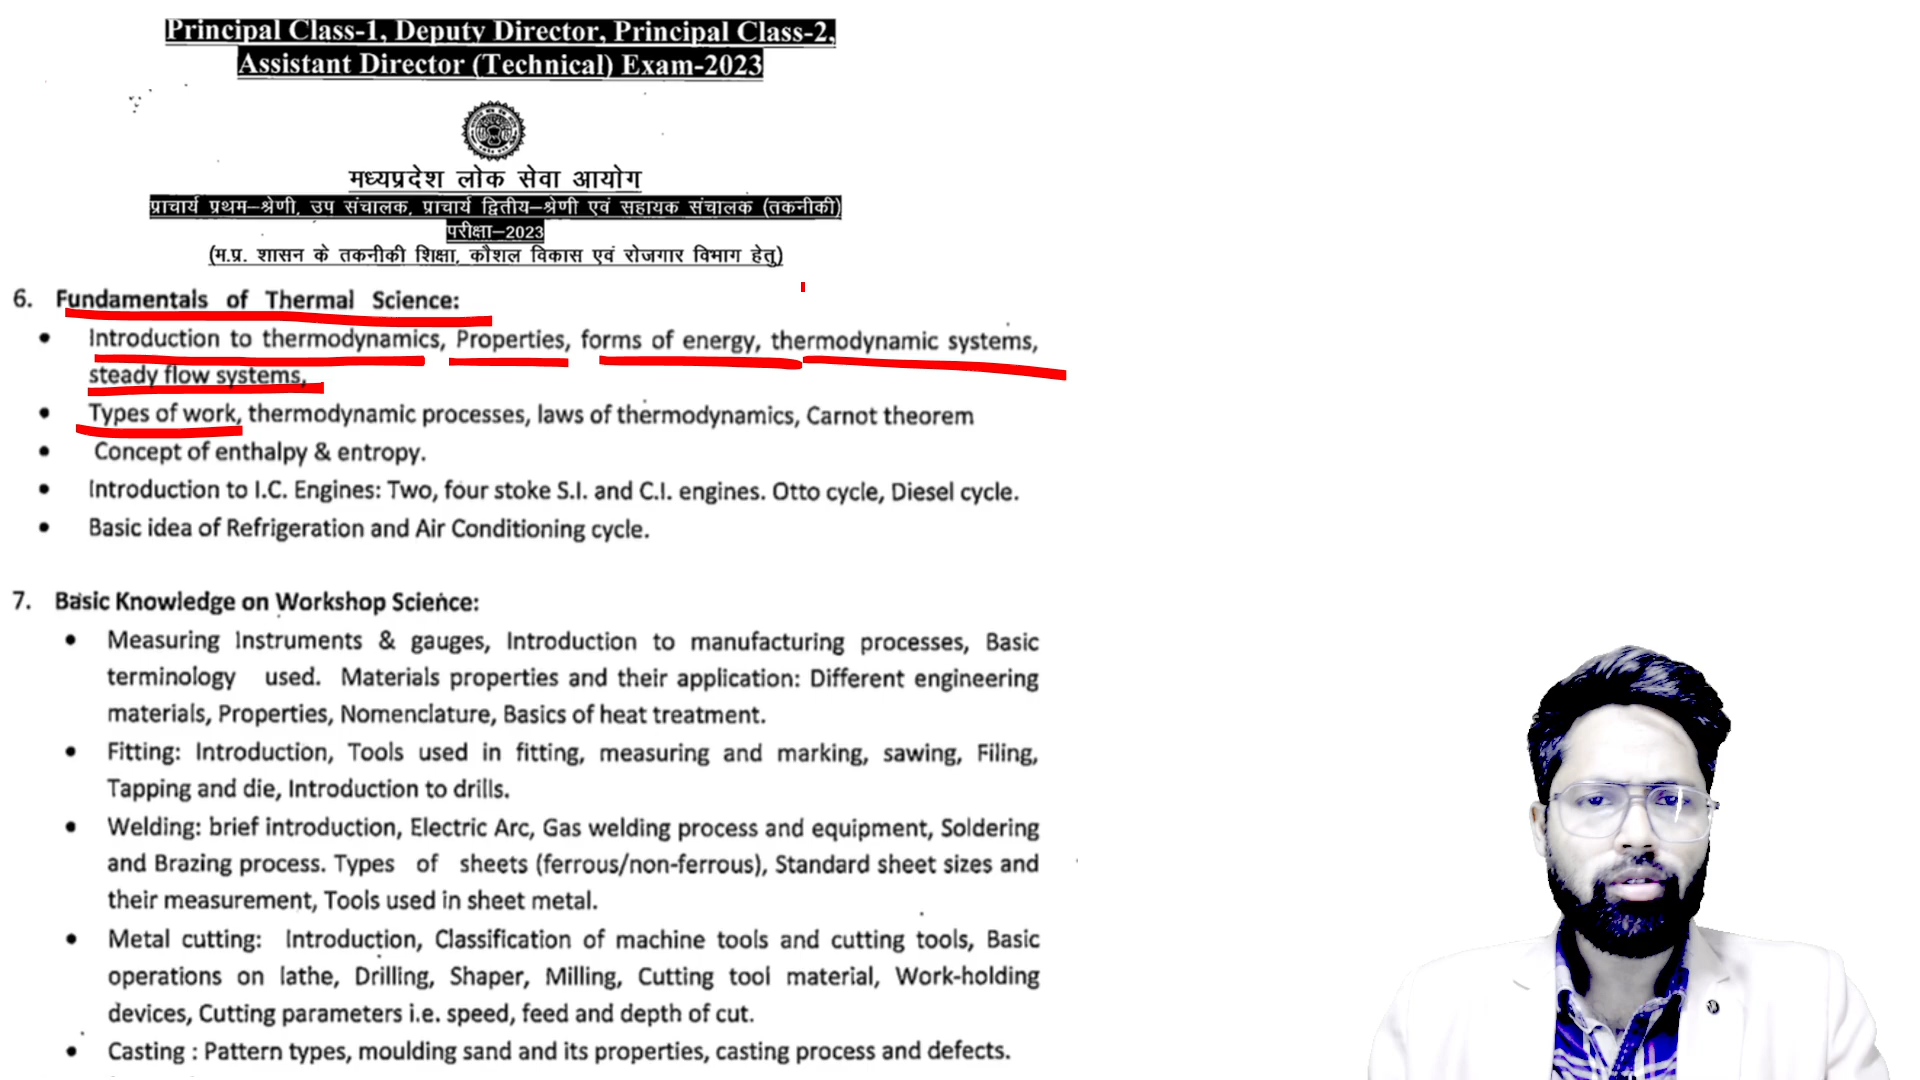 Principal Class-1, Deputy Director, Principal Class-2,
Assistant Director (Technical) Exam-2023
मध्यप्रदेश लोक सेवा आयोग
प्राचार्य प्रथम–श्रेणी, उप संचालक, प्राचार्य द्वितीय–श्रेणी एवं सहायक संचालक (तकनीकी)
परीक्षा–2023
(म.प्र. शासन के तकनीकी शिक्षा, कौशल विकास एवं रोजगार विभाग हेतु)
6. Fundamentals of Thermal Science:
• Introduction to thermodynamics, Properties, forms of energy, thermodynamic systems,
steady flow systems,
• Types of work, thermodynamic processes, laws of thermodynamics, Carnot theorem
• Concept of enthalpy & entropy.
• Introduction to I.C. Engines: Two, four stoke S.I. and C.I. engines. Otto cycle, Diesel cycle.
• Basic idea of Refrigeration and Air Conditioning cycle.
7. Basic Knowledge on Workshop Science:
• Measuring Instruments & gauges, Introduction to manufacturing processes, Basic
terminology used. Materials properties and their application: Different engineering
materials, Properties, Nomenclature, Basics of heat treatment.
• Fitting: Introduction, Tools used in fitting, measuring and marking, sawing, Filing,
Tapping and die, Introduction to drills.
• Welding: brief introduction, Electric Arc, Gas welding process and equipment, Soldering
and Brazing process. Types of sheets (ferrous/non-ferrous), Standard sheet sizes and
their measurement, Tools used in sheet metal.
• Metal cutting: Introduction, Classification of machine tools and cutting tools, Basic
operations on lathe, Drilling, Shaper, Milling, Cutting tool material, Work-holding
devices, Cutting parameters i.e. speed, feed and depth of cut.
• Casting : Pattern types, moulding sand and its properties, casting process and defects.